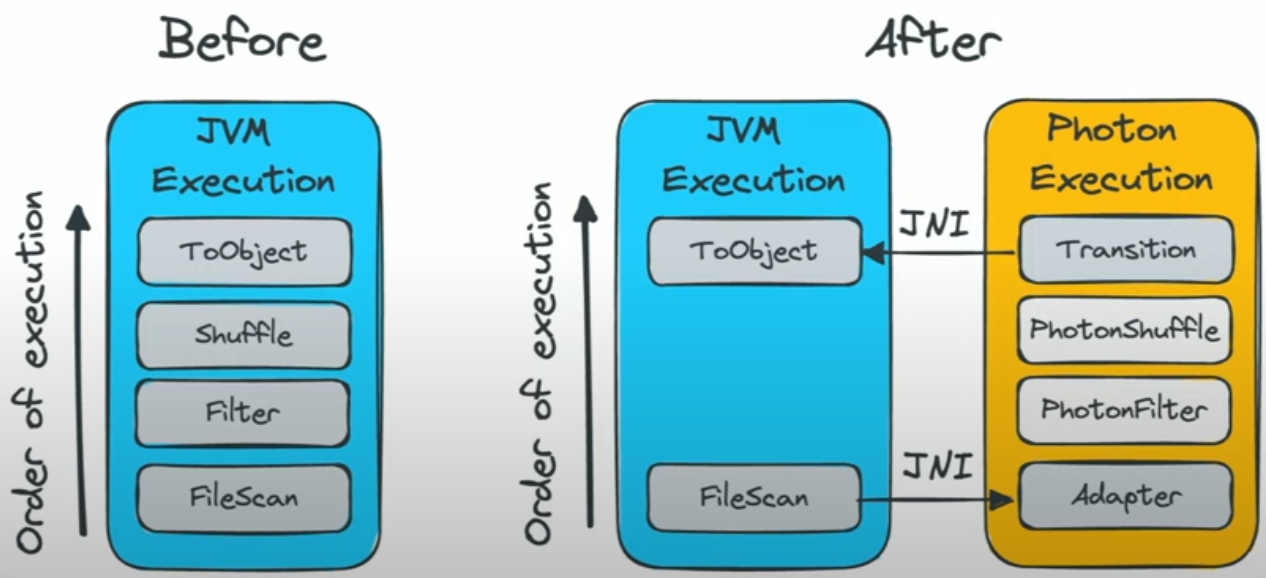 Before
JVM
Execution
ToObject
Shuffle
Filter
FileScan
Order of execution
After
JVM
Execution
ToObject
FileScan
Order of execution
JNI
JNI
Photon
Execution
Transition
PhotonShuffle
PhotonFilter
Adapter